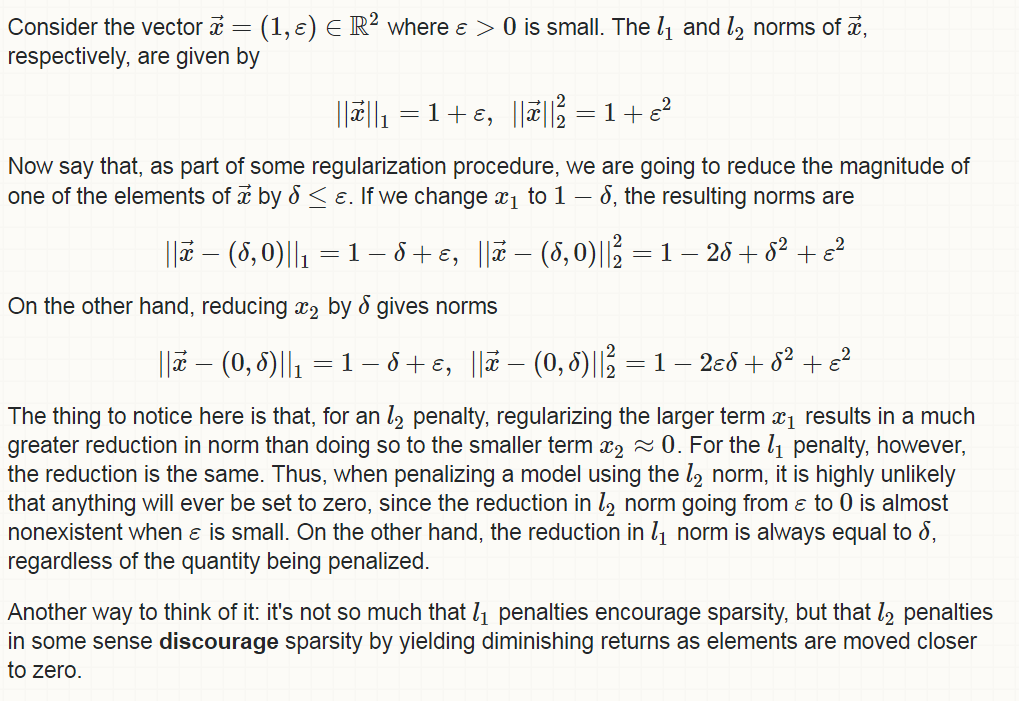 Consider the vector $\vec{x} = (1, \varepsilon) \in \mathbb{R}^2$ where $\varepsilon > 0$ is small. The $l_1$ and $l_2$ norms of $\vec{x}$,
respectively, are given by
$||\vec{x}||_1 = 1 + \varepsilon, \ ||\vec{x}||_2^2 = 1 + \varepsilon^2$
Now say that, as part of some regularization procedure, we are going to reduce the magnitude of
one of the elements of $\vec{x}$ by $\delta \leq \varepsilon$. If we change $x_1$ to $1 - \delta$, the resulting norms are
$||\vec{x} - (\delta, 0)||_1 = 1 - \delta + \varepsilon, \ ||\vec{x} - (\delta, 0)||_2^2 = 1 - 2\delta + \delta^2 + \varepsilon^2$
On the other hand, reducing $x_2$ by $\delta$ gives norms
$||\vec{x} - (0, \delta)||_1 = 1 - \delta + \varepsilon, \ ||\vec{x} - (0, \delta)||_2^2 = 1 - 2\varepsilon\delta + \delta^2 + \varepsilon^2$
The thing to notice here is that, for an $l_2$ penalty, regularizing the larger term $x_1$ results in a much
greater reduction in norm than doing so to the smaller term $x_2 \approx 0$. For the $l_1$ penalty, however,
the reduction is the same. Thus, when penalizing a model using the $l_2$ norm, it is highly unlikely
that anything will ever be set to zero, since the reduction in $l_2$ norm going from $\varepsilon$ to $0$ is almost
nonexistent when $\varepsilon$ is small. On the other hand, the reduction in $l_1$ norm is always equal to $\delta$,
regardless of the quantity being penalized.
Another way to think of it: it's not so much that $l_1$ penalties encourage sparsity, but that $l_2$ penalties
in some sense discourage sparsity by yielding diminishing returns as elements are moved closer
to zero.